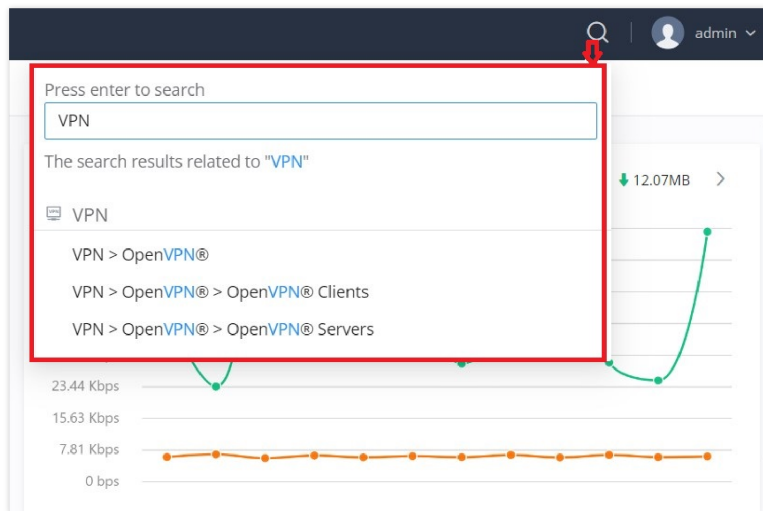 admin
Press enter to search
VPN
The search results related to "VPN"
12.07MB
VPN
VPN > OpenVPN®
VPN > OpenVPN® > OpenVPN® Clients
VPN > OpenVPN® > OpenVPN® Servers
23.44 Kbps
15.63 Kbps
7.81 Kbps
0 bps